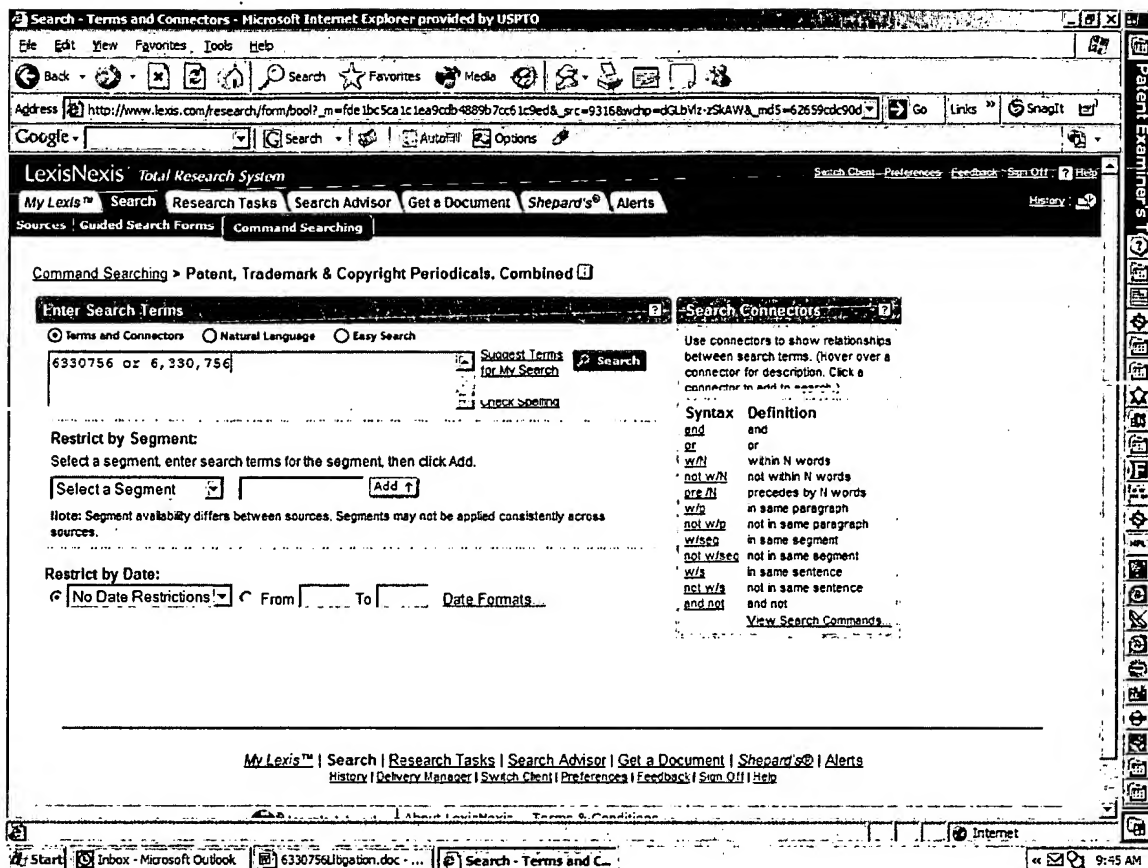 Search - Terms and Connectors - Microsoft Internet Explorer provided by USPTO
File Edit View Favorites Tools Help
Back Search Favorites Media
Address http://www.lexis.com/research/form/bool?_m=fde1bc5ca1c1ea9cdb4889b7cc61c9ed&_src=9316&wchp=dGLbVlz-zSkAW&_md5=62659cdc90d Go Links » SnagIt
Google - Search AutoFill Options
Patent Examiner's T
LexisNexis Total Research System
Switch Client Preferences Feedback Sign Off ? Help
My Lexis™ Search Research Tasks Search Advisor Get a Document Shepard's® Alerts
History
Sources Guided Search Forms Command Searching
Command Searching > Patent, Trademark & Copyright Periodicals, Combined i
Enter Search Terms ?
Terms and Connectors Natural Language Easy Search
6330756 or 6,330,756
Suggest Terms
for My Search
Search
Check Spelling
Restrict by Segment:
Select a segment, enter search terms for the segment, then click Add.
Select a Segment Add ↑
Note: Segment availability differs between sources. Segments may not be applied consistently across
sources.
Restrict by Date:
No Date Restrictions From To Date Formats...
Search Connectors ?
Use connectors to show relationships
between search terms. (Hover over a
connector for description. Click a
connector to add to search.)
Syntax Definition
and and
or or
w/N within N words
not w/N not within N words
pre /N precedes by N words
w/p in same paragraph
not w/p not in same paragraph
w/seg in same segment
not w/seg not in same segment
w/s in same sentence
not w/s not in same sentence
and not and not
View Search Commands...
My Lexis™ | Search | Research Tasks | Search Advisor | Get a Document | Shepard's® | Alerts
History | Delivery Manager | Switch Client | Preferences | Feedback | Sign Off | Help
About LexisNexis Terms & Conditions
Internet
Start Inbox - Microsoft Outlook 6330756Litigation.doc - ... Search - Terms and C... « 9:45 AM